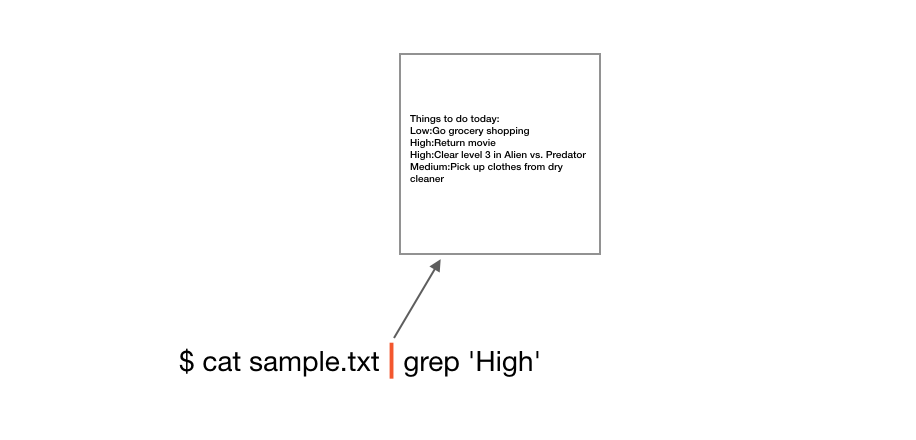 Things to do today:
Low:Go grocery shopping
High:Return movie
High:Clear level 3 in Alien vs. Predator
Medium:Pick up clothes from dry
cleaner
$ cat sample.txt | grep 'High'